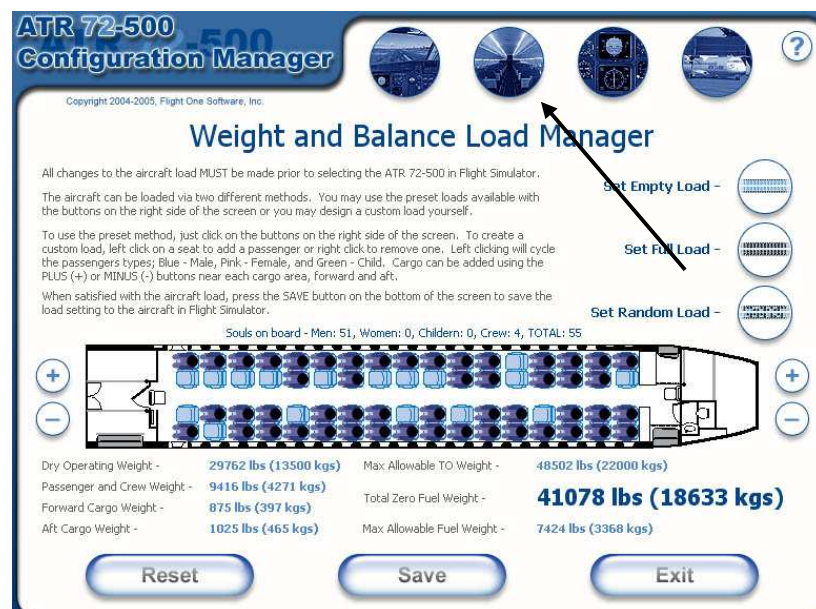 ATR 72-500
Configuration Manager
?
Copyright 2004-2005, Flight One Software, Inc.
Weight and Balance Load Manager
All changes to the aircraft load MUST be made prior to selecting the ATR 72-500 in Flight Simulator.
The aircraft can be loaded via two different methods. You may use the preset loads available with
the buttons on the right side of the screen or you may design a custom load yourself.
To use the preset method, just click on the buttons on the right side of the screen. To create a
custom load, left click on a seat to add a passenger or right click to remove one. Left clicking will cycle
the passengers types; Blue - Male, Pink - Female, and Green - Child. Cargo can be added using the
PLUS (+) or MINUS (-) buttons near each cargo area, forward and aft.
When satisfied with the aircraft load, press the SAVE button on the bottom of the screen to save the
load setting to the aircraft in Flight Simulator.
Set Empty Load -
Set Full Load -
Set Random Load -
Souls on board - Men: 51, Women: 0, Childern: 0, Crew: 4, TOTAL: 55
+ +
- -
Dry Operating Weight - 29762 lbs (13500 kgs) Max Allowable TO Weight - 48502 lbs (22000 kgs)
Passenger and Crew Weight - 9416 lbs (4271 kgs)
Total Zero Fuel Weight - 41078 lbs (18633 kgs)
Forward Cargo Weight - 875 lbs (397 kgs)
Aft Cargo Weight - 1025 lbs (465 kgs) Max Allowable Fuel Weight - 7424 lbs (3368 kgs)
Reset Save Exit